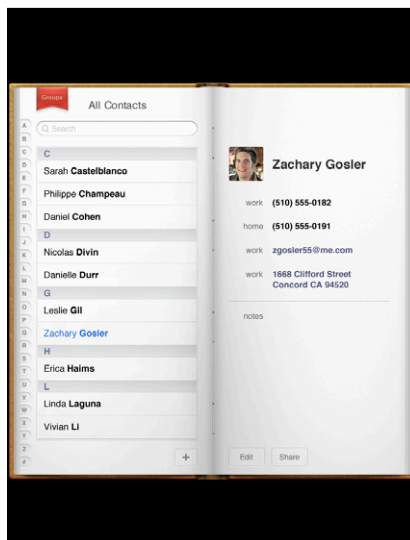 Groups
All Contacts
Search
A
B
C
D
E
F
G
H
I
J
K
L
M
N
O
P
Q
R
S
T
U
V
W
X
Y
Z
#
C
Sarah Castelblanco
Philippe Champeau
Daniel Cohen
D
Nicolas Divin
Danielle Durr
G
Leslie Gil
Zachary Gosler
H
Erica Haims
L
Linda Laguna
Vivian Li
+
Zachary Gosler
work (510) 555-0182
home (510) 555-0191
work zgosler55@me.com
work 1668 Clifford Street
Concord CA 94520
notes
Edit Share